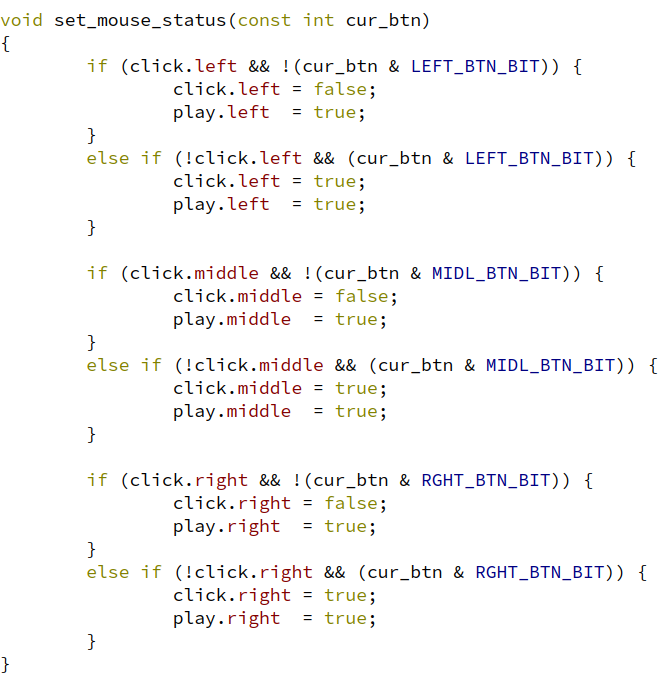 void set_mouse_status(const int cur_btn)
{
        if (click.left && !(cur_btn & LEFT_BTN_BIT)) {
                click.left = false;
                play.left  = true;
        }
        else if (!click.left && (cur_btn & LEFT_BTN_BIT)) {
                click.left = true;
                play.left  = true;
        }

        if (click.middle && !(cur_btn & MIDL_BTN_BIT)) {
                click.middle = false;
                play.middle  = true;
        }
        else if (!click.middle && (cur_btn & MIDL_BTN_BIT)) {
                click.middle = true;
                play.middle  = true;
        }

        if (click.right && !(cur_btn & RGHT_BTN_BIT)) {
                click.right = false;
                play.right  = true;
        }
        else if (!click.right && (cur_btn & RGHT_BTN_BIT)) {
                click.right = true;
                play.right  = true;
        }
}